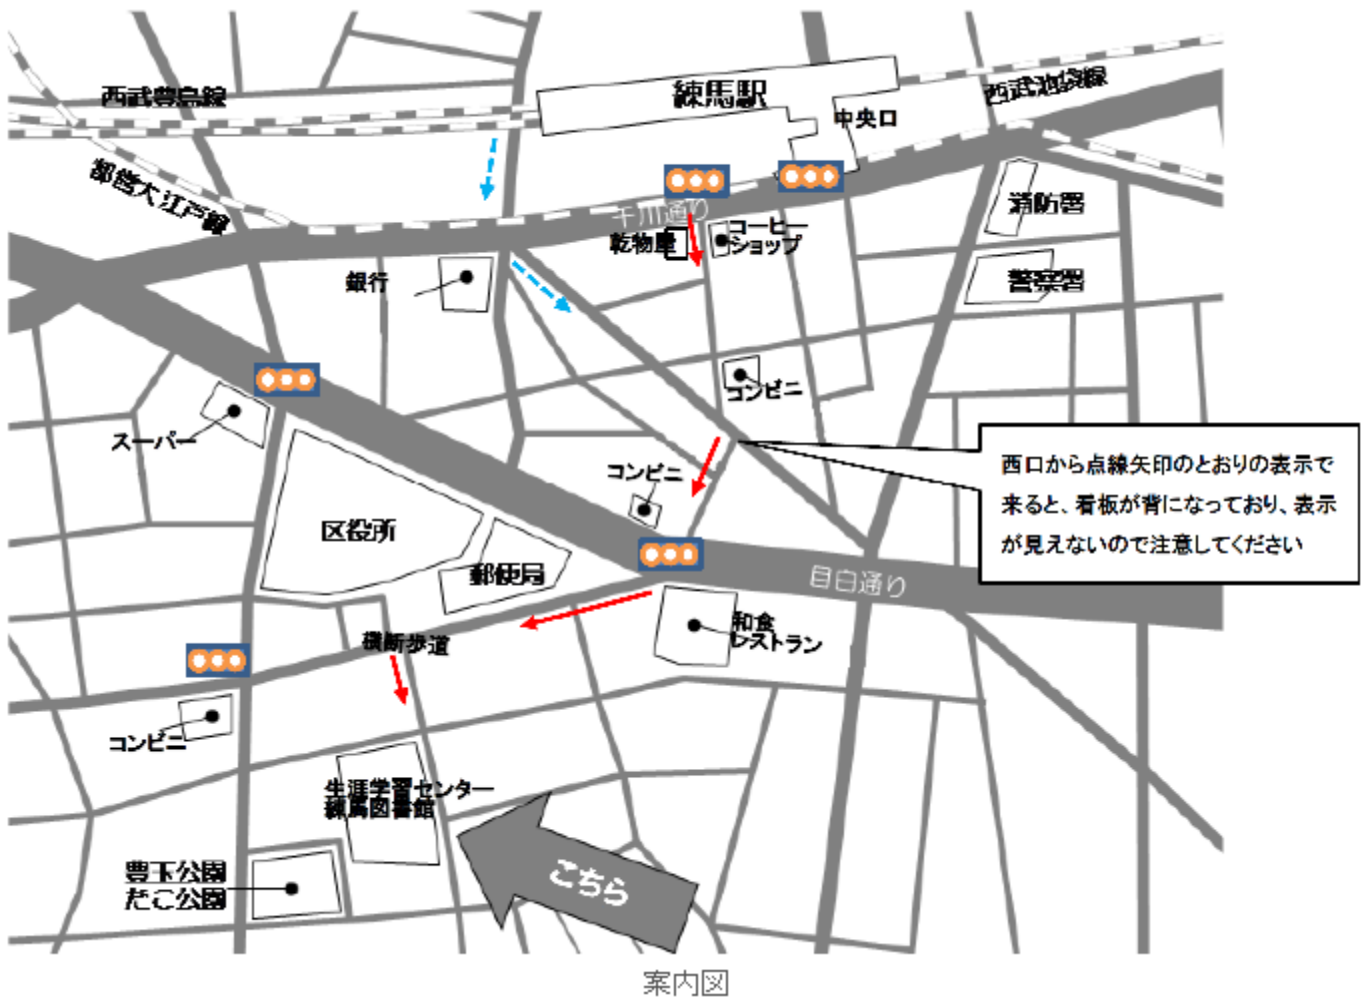 西武豊島線
練馬駅
西武池袋線
中央口
都営大江戸線
千川通り
消防署
乾物屋
コーヒー
ショップ
銀行
警察署
コンビニ
スーパー
コンビニ
西口から点線矢印のとおりの表示で
来ると、看板が背になっており、表示
が見えないので注意してください
区役所
郵便局
目白通り
和食
レストラン
横断歩道
コンビニ
生涯学習センター
練馬図書館
豊玉公園
たこ公園
こちら
案内図